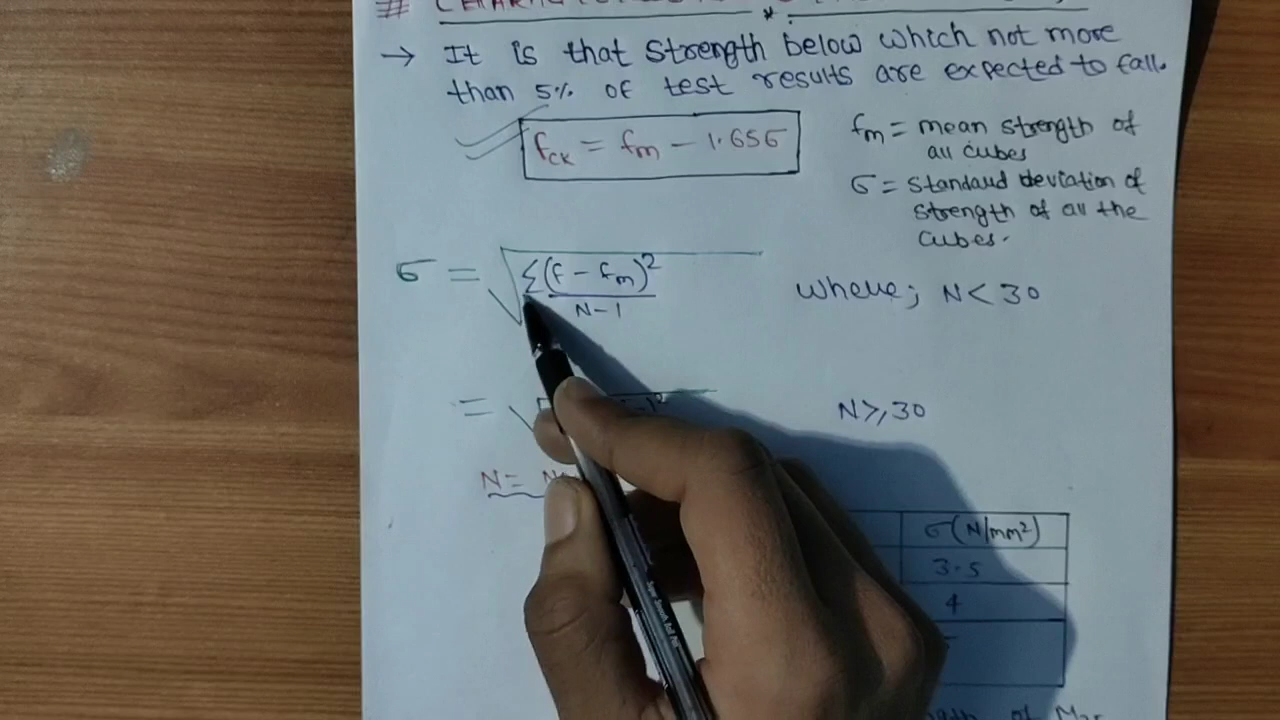 #
→ It is that strength below which not more
than 5% of test results are expected to fall.
fck = fm - 1.65σ
fm = mean strength of
all cubes
σ = standard deviation of
strength of all the
cubes.
σ = √Σ(f - fm)²
N-1
where; N < 30
= √
N ≥ 30
N =
σ(N/mm²)
3.5
4
of M25